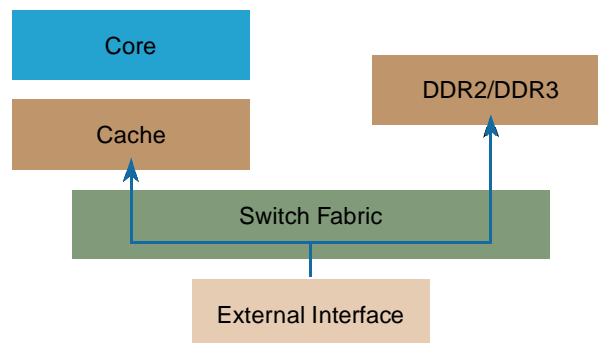 Core
DDR2/DDR3
Cache
Switch Fabric
External Interface